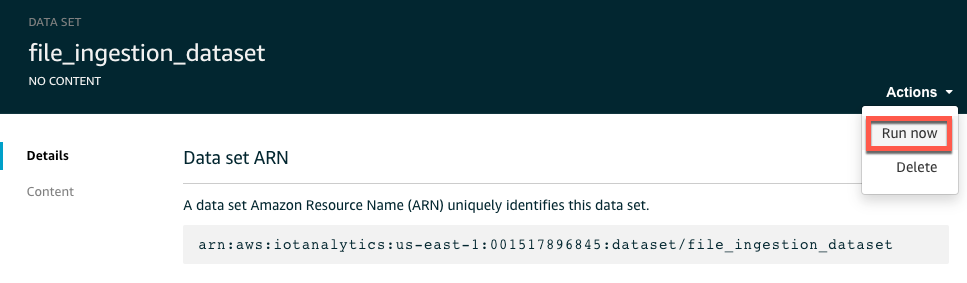 DATA SET
file_ingestion_dataset
NO CONTENT
Actions
Run now
Delete
Details
Content
Data set ARN
A data set Amazon Resource Name (ARN) uniquely identifies this data set.
arn:aws:iotanalytics:us-east-1:001517896845:dataset/file_ingestion_dataset